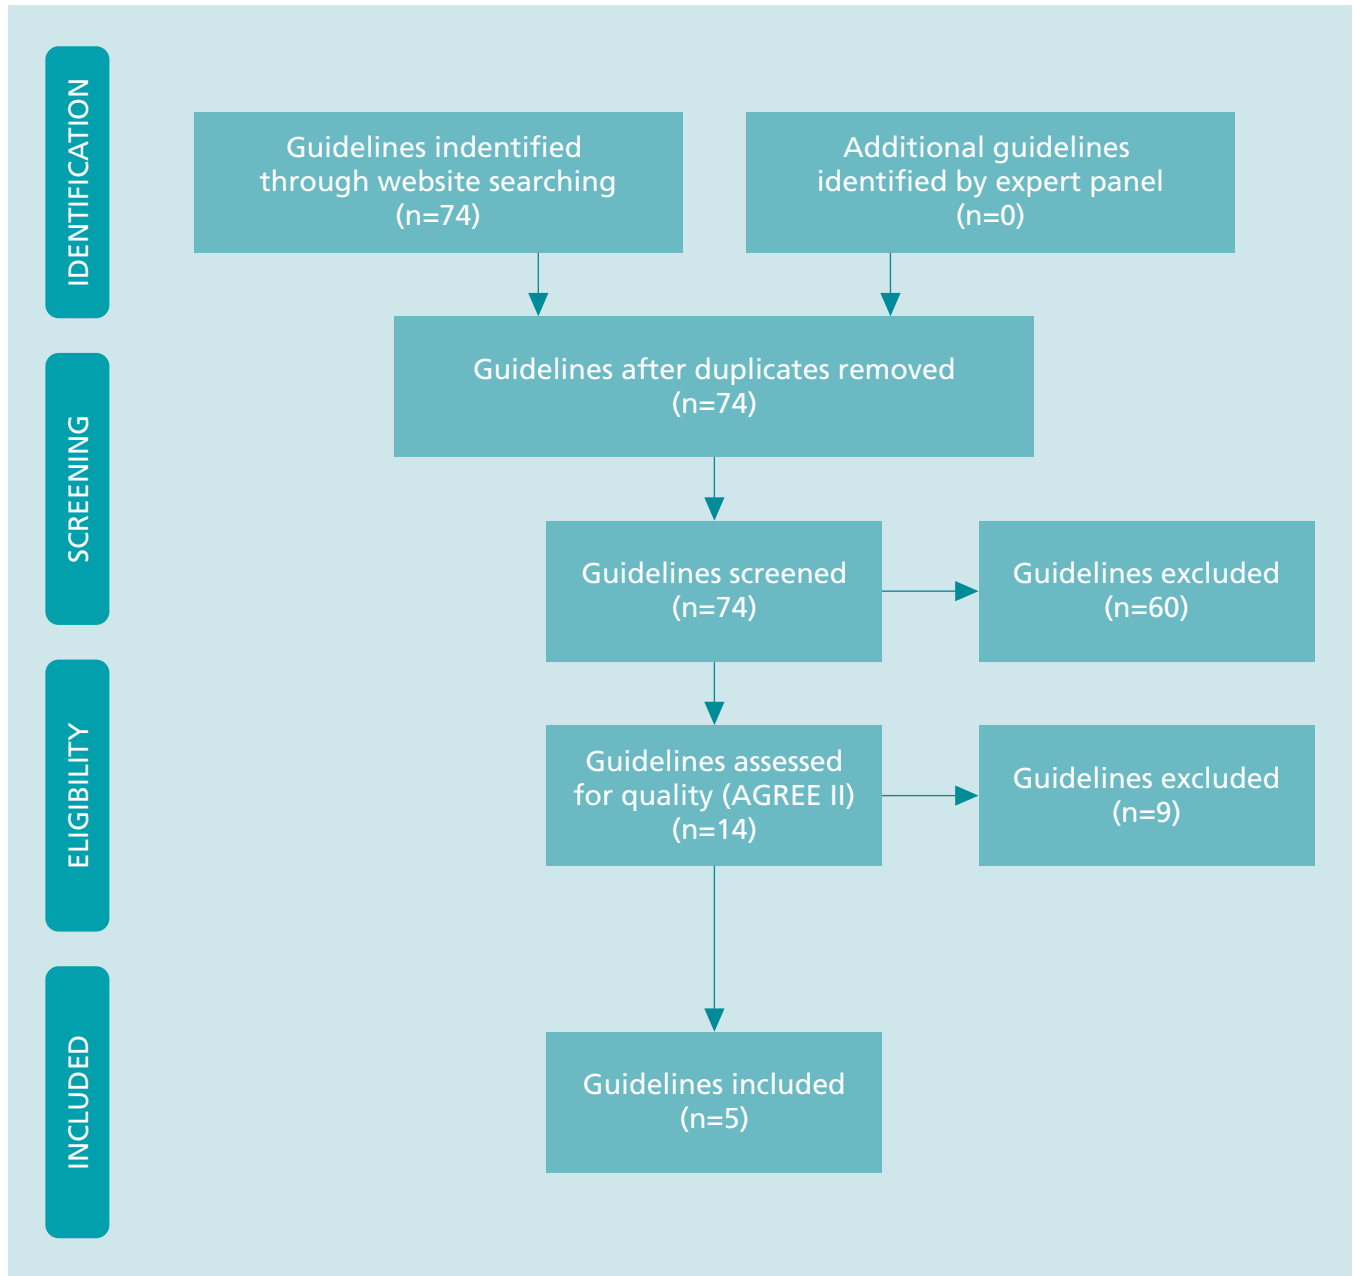 IDENTIFICATION
Guidelines indentified
through website searching
(n=74)
Additional guidelines
identified by expert panel
(n=0)
Guidelines after duplicates removed
(n=74)
SCREENING
Guidelines screened
(n=74)
Guidelines excluded
(n=60)
ELIGIBILITY
Guidelines assessed
for quality (AGREE II)
(n=14)
Guidelines excluded
(n=9)
INCLUDED
Guidelines included
(n=5)